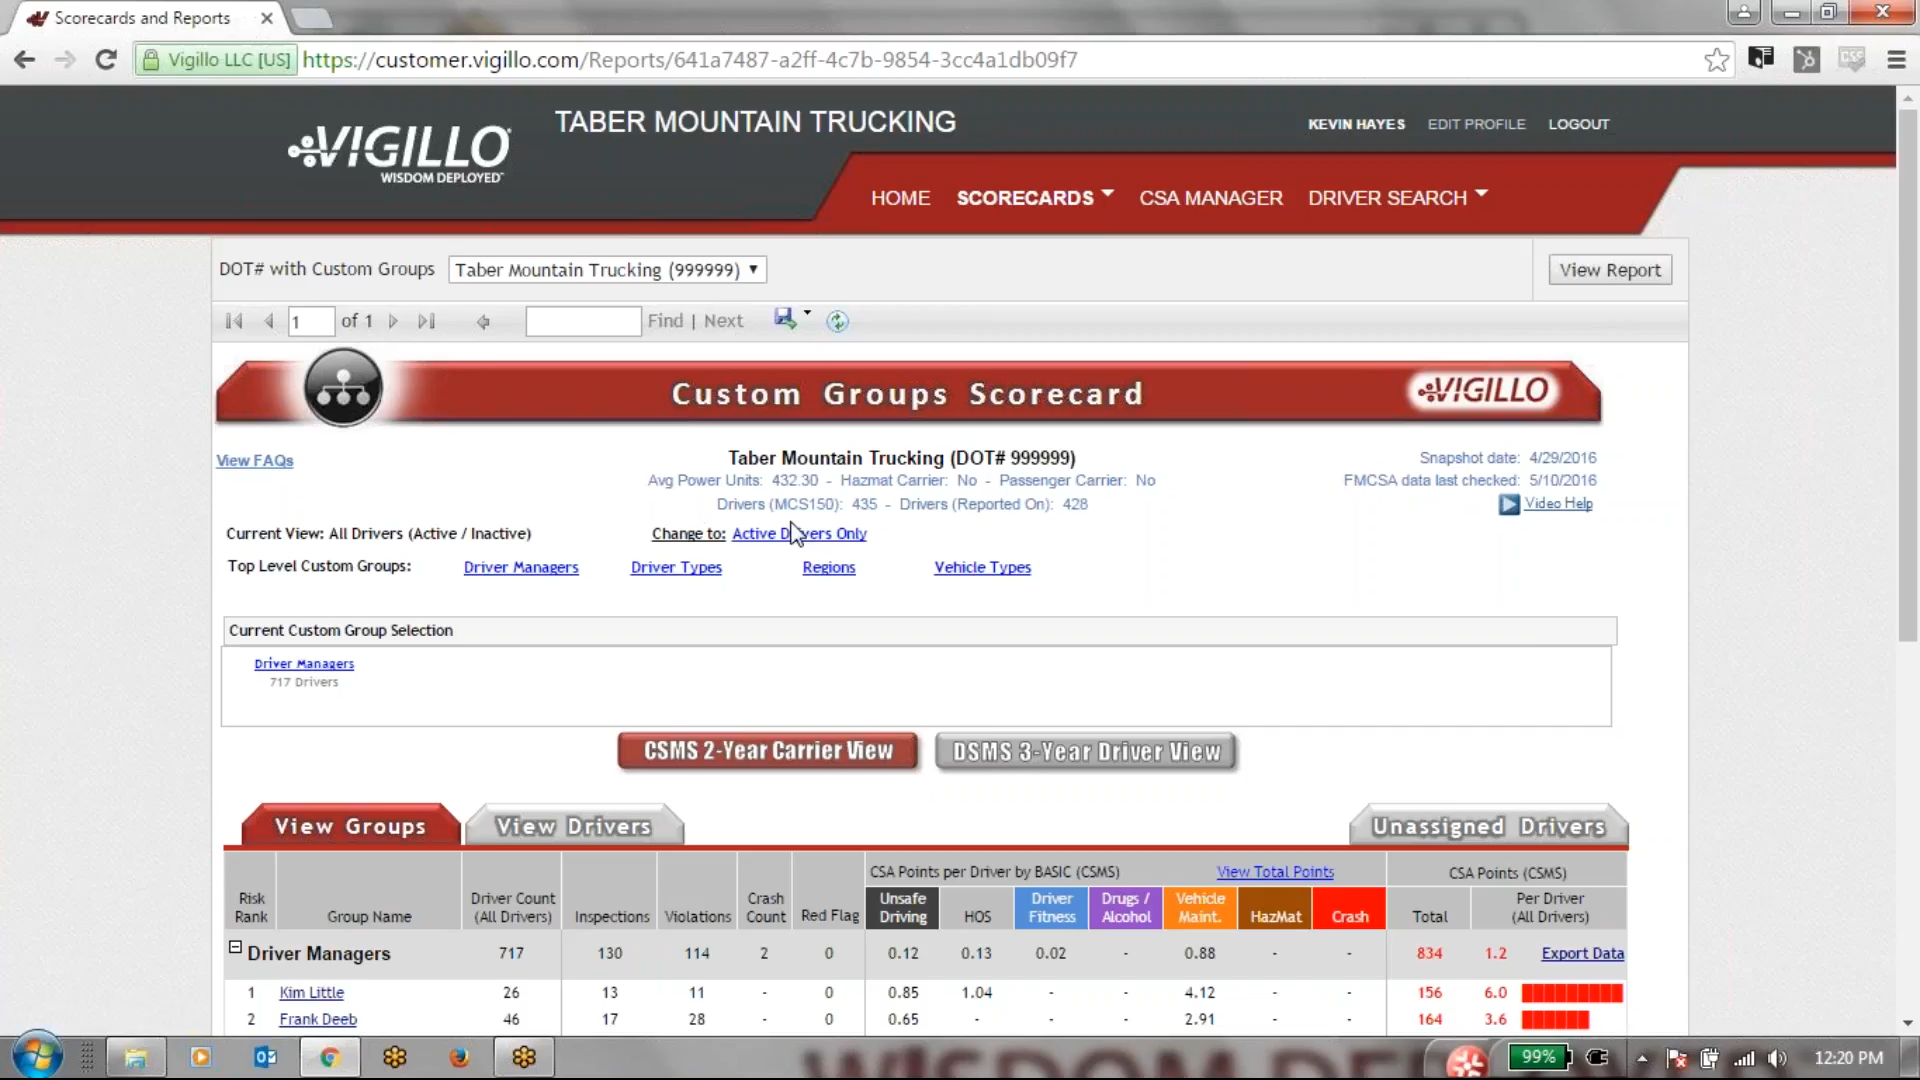 Scorecards and Reports
Vigillo LLC [US] https://customer.vigillo.com/Reports/641a7487-a2ff-4c7b-9854-3cc4a1db09f7
VIGILLO
WISDOM DEPLOYED
TABER MOUNTAIN TRUCKING
KEVIN HAYES EDIT PROFILE LOGOUT
HOME SCORECARDS CSA MANAGER DRIVER SEARCH
DOT# with Custom Groups Taber Mountain Trucking (999999) View Report
1 of 1 Find | Next
Custom Groups Scorecard VIGILLO
View FAQs
Taber Mountain Trucking (DOT# 999999)
Avg Power Units: 432.30 - Hazmat Carrier: No - Passenger Carrier: No
Drivers (MCS150): 435 - Drivers (Reported On): 428
Snapshot date: 4/29/2016
FMCSA data last checked: 5/10/2016
Video Help
Current View: All Drivers (Active / Inactive) Change to: Active Drivers Only
Top Level Custom Groups: Driver Managers Driver Types Regions Vehicle Types
Current Custom Group Selection
Driver Managers
717 Drivers
CSMS 2-Year Carrier View DSMS 3-Year Driver View
View Groups View Drivers Unassigned Drivers
CSA Points per Driver by BASIC (CSMS) View Total Points CSA Points (CSMS)
Risk Rank Group Name Driver Count (All Drivers) Inspections Violations Crash Count Red Flag Unsafe Driving HOS Driver Fitness Drugs / Alcohol Vehicle Maint. HazMat Crash Total Per Driver (All Drivers)
Driver Managers 717 130 114 2 0 0.12 0.13 0.02 - 0.88 - - 834 1.2 Export Data
1 Kim Little 26 13 11 - 0 0.85 1.04 - - 4.12 - - 156 6.0
2 Frank Deeb 46 17 28 - 0 0.65 - - - 2.91 - - 164 3.6
99% 12:20 PM